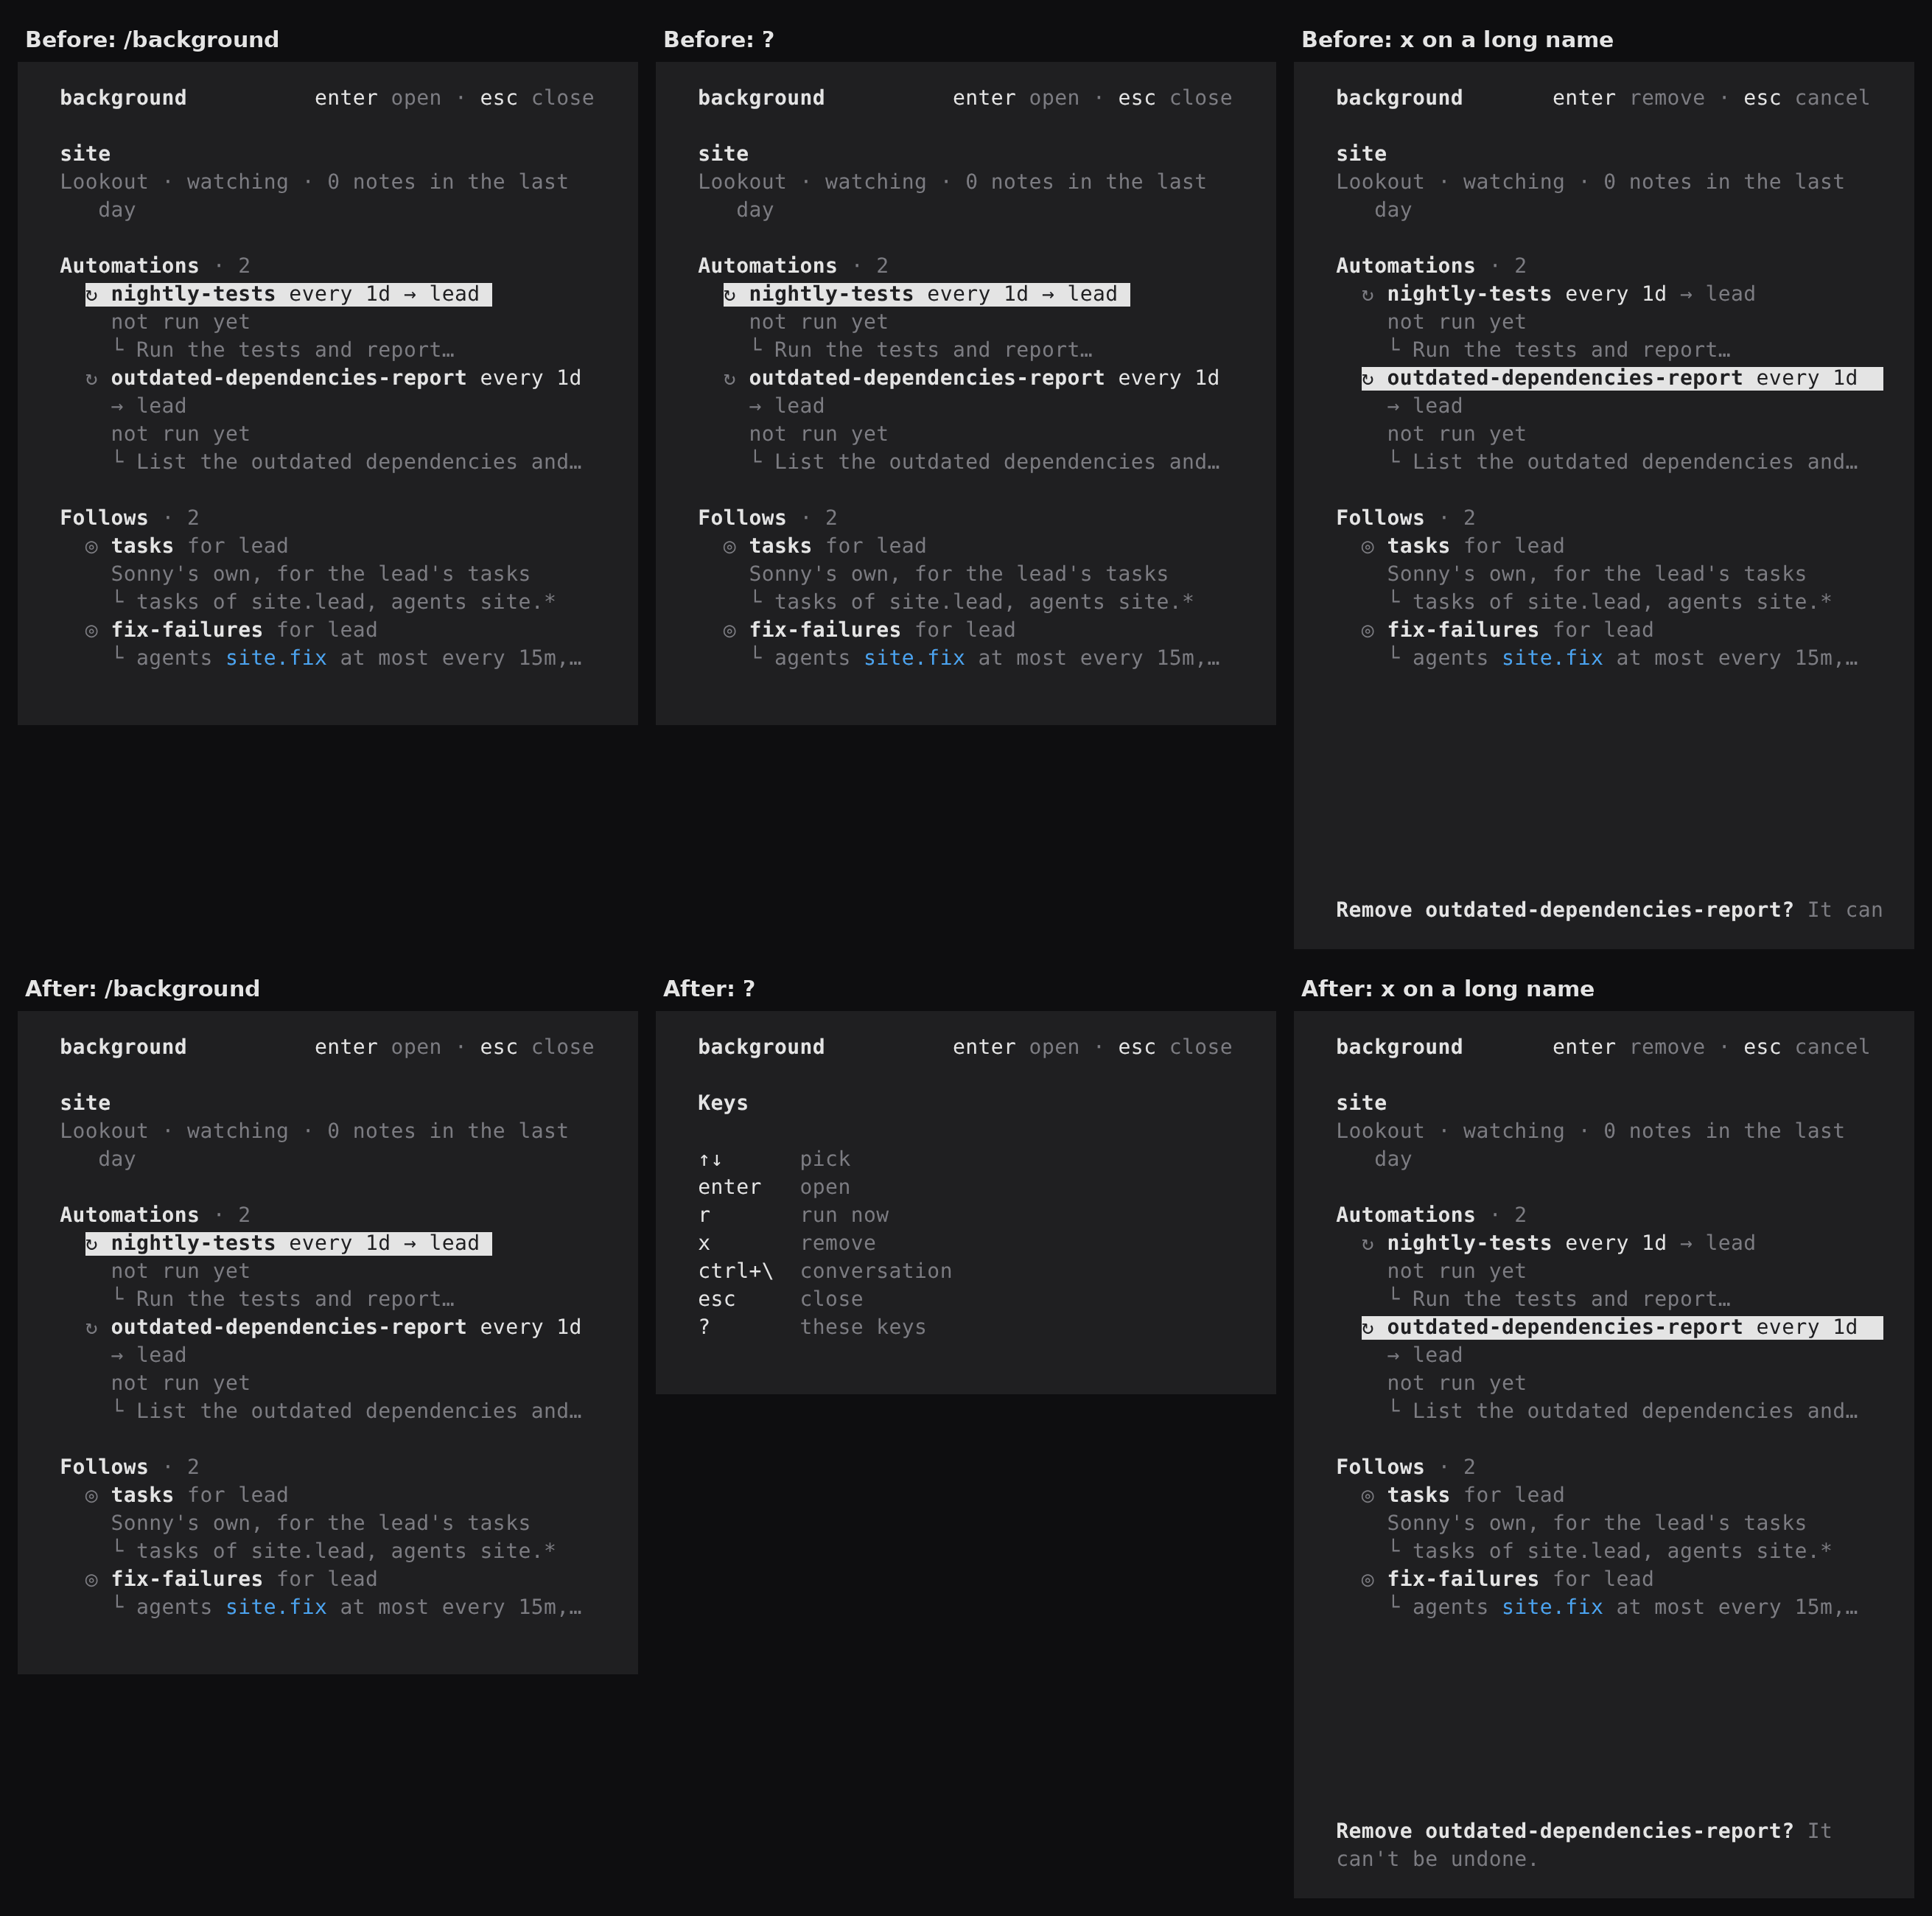 Before: /background
background enter open · esc close
site
Lookout · watching · 0 notes in the last
day
Automations · 2
↻ nightly-tests every 1d → lead
not run yet
└ Run the tests and report…
↻ outdated-dependencies-report every 1d
→ lead
not run yet
└ List the outdated dependencies and…
Follows · 2
◎ tasks for lead
Sonny's own, for the lead's tasks
└ tasks of site.lead, agents site.*
◎ fix-failures for lead
└ agents site.fix at most every 15m,…
Before: ?
background enter open · esc close
site
Lookout · watching · 0 notes in the last
day
Automations · 2
↻ nightly-tests every 1d → lead
not run yet
└ Run the tests and report…
↻ outdated-dependencies-report every 1d
→ lead
not run yet
└ List the outdated dependencies and…
Follows · 2
◎ tasks for lead
Sonny's own, for the lead's tasks
└ tasks of site.lead, agents site.*
◎ fix-failures for lead
└ agents site.fix at most every 15m,…
Before: x on a long name
background enter remove · esc cancel
site
Lookout · watching · 0 notes in the last
day
Automations · 2
↻ nightly-tests every 1d → lead
not run yet
└ Run the tests and report…
↻ outdated-dependencies-report every 1d
→ lead
not run yet
└ List the outdated dependencies and…
Follows · 2
◎ tasks for lead
Sonny's own, for the lead's tasks
└ tasks of site.lead, agents site.*
◎ fix-failures for lead
└ agents site.fix at most every 15m,…
Remove outdated-dependencies-report? It can
After: /background
background enter open · esc close
site
Lookout · watching · 0 notes in the last
day
Automations · 2
↻ nightly-tests every 1d → lead
not run yet
└ Run the tests and report…
↻ outdated-dependencies-report every 1d
→ lead
not run yet
└ List the outdated dependencies and…
Follows · 2
◎ tasks for lead
Sonny's own, for the lead's tasks
└ tasks of site.lead, agents site.*
◎ fix-failures for lead
└ agents site.fix at most every 15m,…
After: ?
background enter open · esc close
Keys
↑↓ pick
enter open
r run now
x remove
ctrl+\ conversation
esc close
? these keys
After: x on a long name
background enter remove · esc cancel
site
Lookout · watching · 0 notes in the last
day
Automations · 2
↻ nightly-tests every 1d → lead
not run yet
└ Run the tests and report…
↻ outdated-dependencies-report every 1d
→ lead
not run yet
└ List the outdated dependencies and…
Follows · 2
◎ tasks for lead
Sonny's own, for the lead's tasks
└ tasks of site.lead, agents site.*
◎ fix-failures for lead
└ agents site.fix at most every 15m,…
Remove outdated-dependencies-report? It
can't be undone.